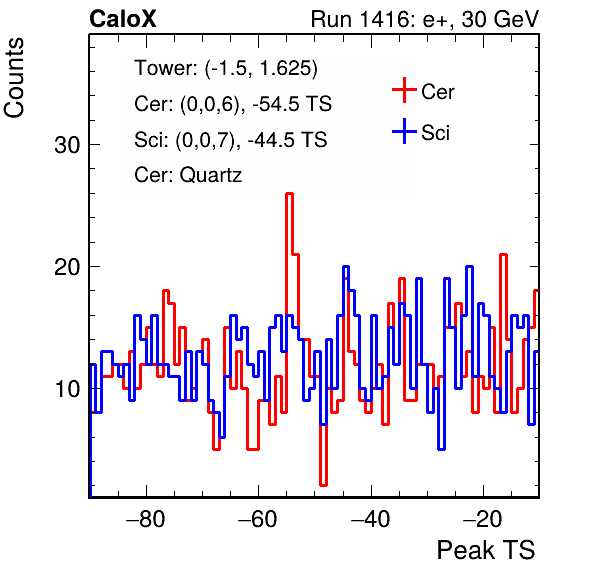 CaloX Run 1416: e+, 30 GeV
Counts
Tower: (-1.5, 1.625)
Cer: (0,0,6), -54.5 TS
Sci: (0,0,7), -44.5 TS
Cer: Quartz
Cer
Sci
30
20
10
−80 −60 −40 −20
Peak TS